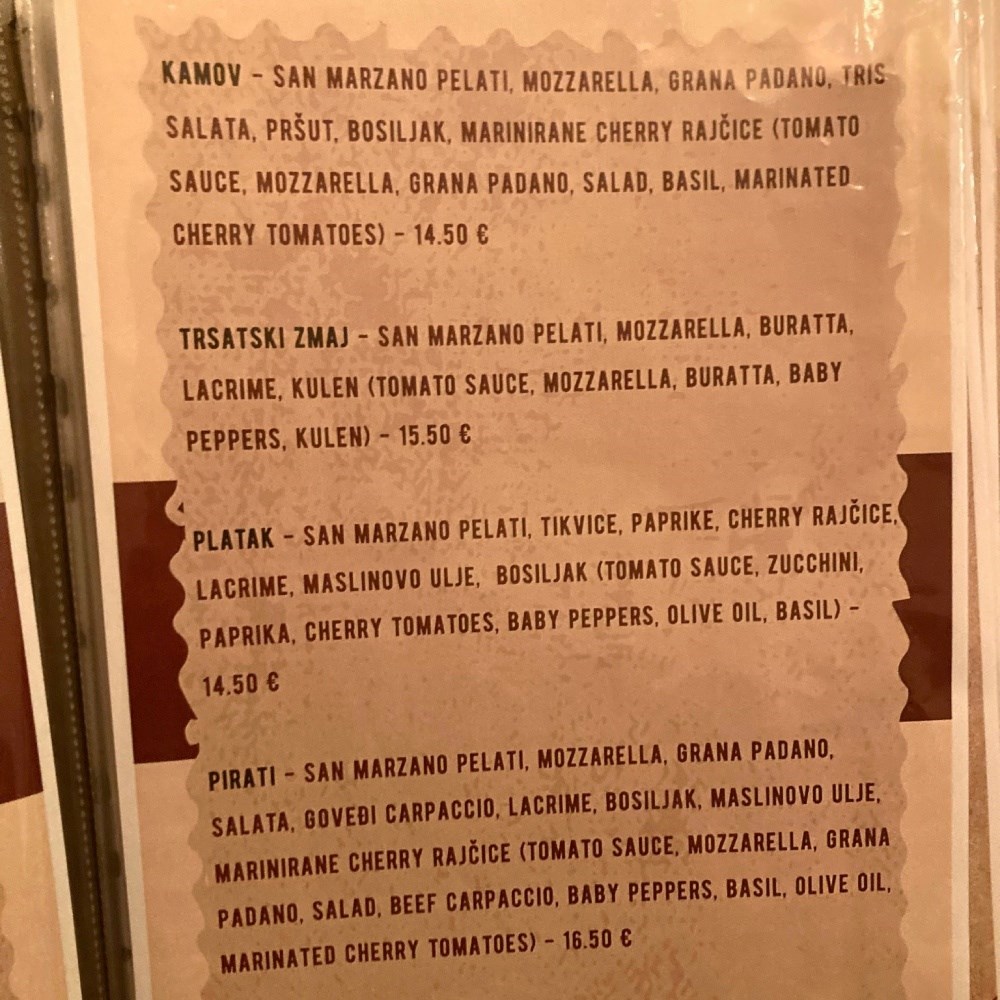 KAMOV - SAN MARZANO PELATI, MOZZARELLA, GRANA PADANO, TRIS
SALATA, PRŠUT, BOSILJAK, MARINIRANE CHERRY RAJČICE (TOMATO
SAUCE, MOZZARELLA, GRANA PADANO, SALAD, BASIL, MARINATED
CHERRY TOMATOES) - 14.50 €
TRSATSKI ZMAJ - SAN MARZANO PELATI, MOZZARELLA, BURATTA,
LACRIME, KULEN (TOMATO SAUCE, MOZZARELLA, BURATTA, BABY
PEPPERS, KULEN) - 15.50 €
PLATAK - SAN MARZANO PELATI, TIKVICE, PAPRIKE, CHERRY RAJČICE,
LACRIME, MASLINOVO ULJE, BOSILJAK (TOMATO SAUCE, ZUCCHINI,
PAPRIKA, CHERRY TOMATOES, BABY PEPPERS, OLIVE OIL, BASIL) -
14.50 €
PIRATI - SAN MARZANO PELATI, MOZZARELLA, GRANA PADANO,
SALATA, GOVEĐI CARPACCIO, LACRIME, BOSILJAK, MASLINOVO ULJE,
MARINIRANE CHERRY RAJČICE (TOMATO SAUCE, MOZZARELLA, GRANA
PADANO, SALAD, BEEF CARPACCIO, BABY PEPPERS, BASIL, OLIVE OIL,
MARINATED CHERRY TOMATOES) - 16.50 €